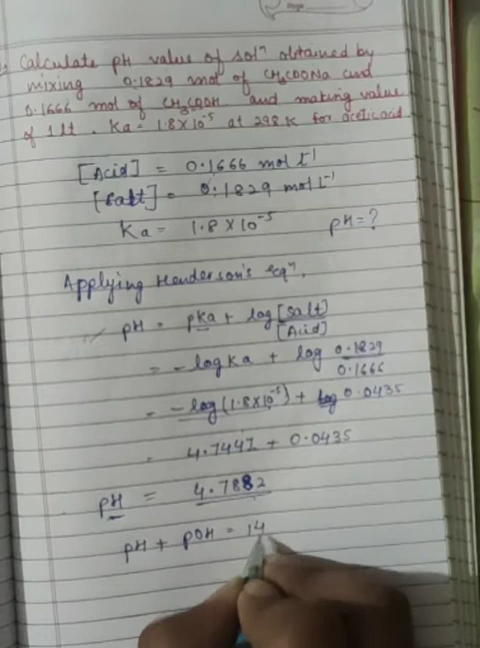 Calculate pH value of solⁿ obtained by
mixing 0.1829 mol of CH₃COONa and
0.1666 mol of CH₃COOH and making value
of 1 lt. Ka = 1.8×10⁻⁵ at 298 K for acetic acid
[Acid] = 0.1666 mol L⁻¹
[Salt] = 0.1829 mol L⁻¹
Ka = 1.8×10⁻⁵ pH = ?
Applying Henderson's eqⁿ,
pH = pKa + log [Salt]/[Acid]
= -log Ka + log 0.1829/0.1666
= -log(1.8×10⁻⁵) + log 0.0435
= 4.7447 + 0.0435
pH = 4.7882
pH + pOH = 14